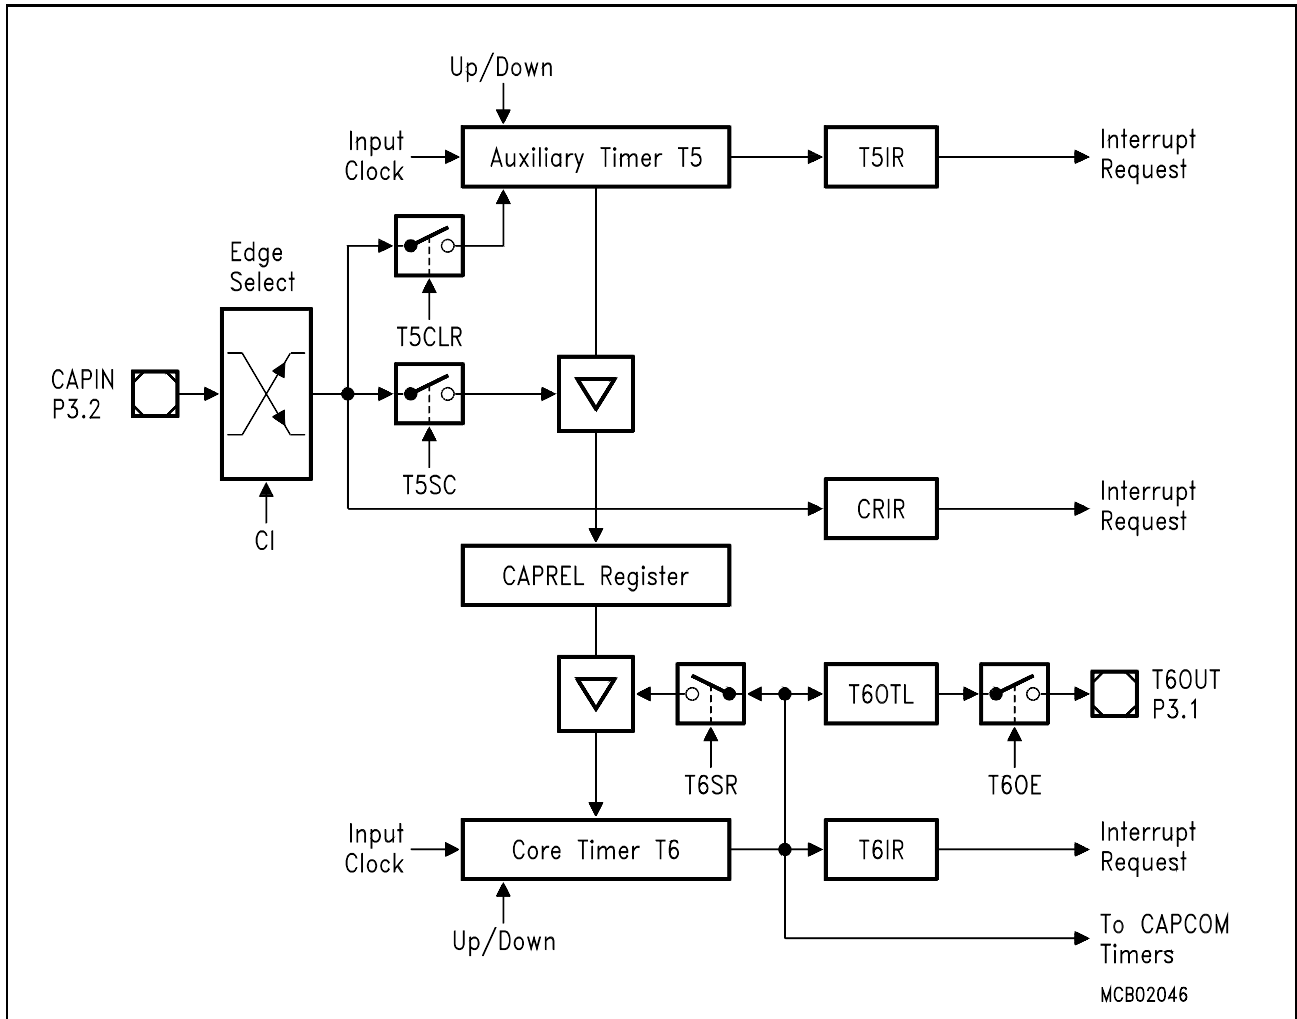 Up/Down
Input
Clock
Auxiliary Timer T5
T5IR
Interrupt
Request
Edge
Select
T5CLR
CAPIN
P3.2
T5SC
CI
CRIR
Interrupt
Request
CAPREL Register
T6OTL
T6OUT
P3.1
T6SR
T6OE
Input
Clock
Core Timer T6
T6IR
Interrupt
Request
Up/Down
To CAPCOM
Timers
MCB02046